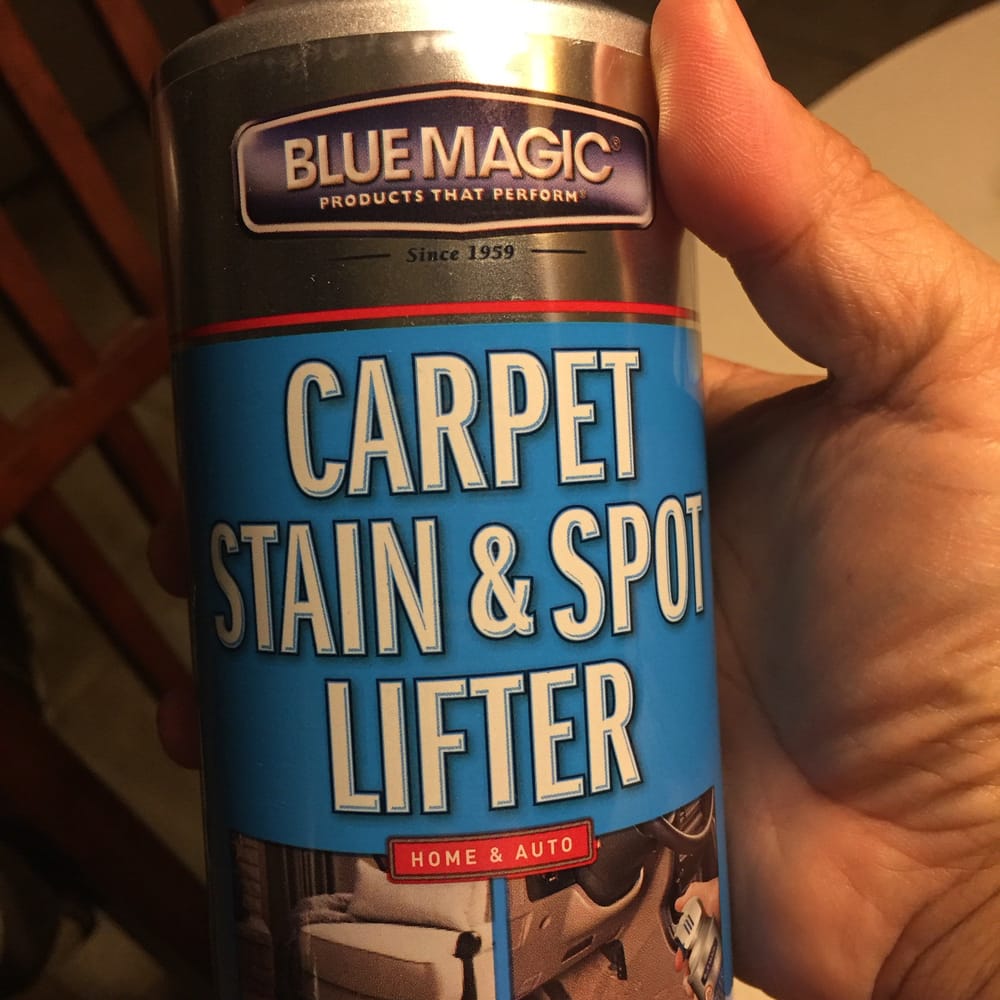 BLUE MAGIC®
PRODUCTS THAT PERFORM®
Since 1959
CARPET
STAIN & SPOT
LIFTER
HOME & AUTO